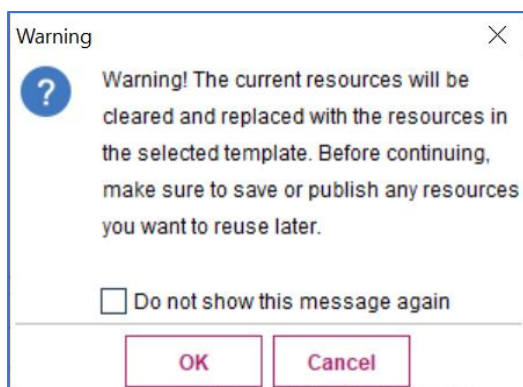 Warning
Warning! The current resources will be
cleared and replaced with the resources in
the selected template. Before continuing,
make sure to save or publish any resources
you want to reuse later.
Do not show this message again
OK Cancel